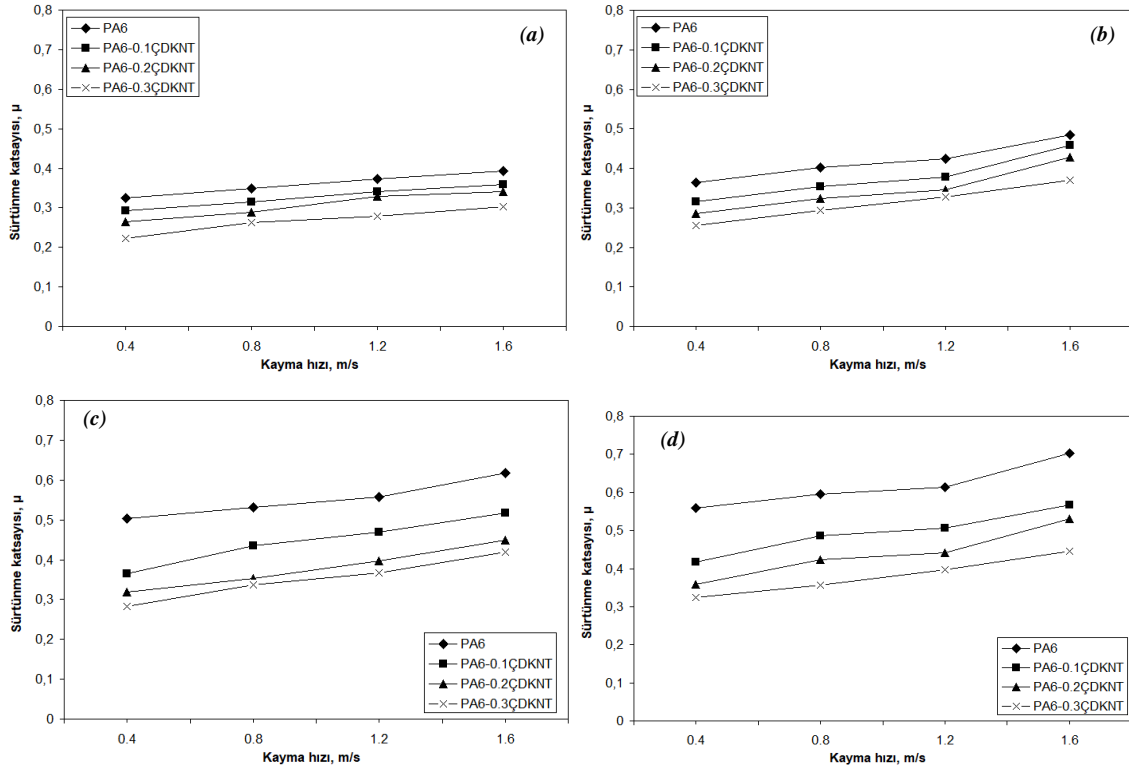 (a)
PA6
PA6-0.1ÇDKNT
PA6-0.2ÇDKNT
PA6-0.3ÇDKNT
Sürtünme katsayısı, µ
0,8
0,7
0,6
0,5
0,4
0,3
0,2
0,1
0
0.4 0.8 1.2 1.6
Kayma hızı, m/s
(b)
PA6
PA6-0.1ÇDKNT
PA6-0.2ÇDKNT
PA6-0.3ÇDKNT
Sürtünme katsayısı, µ
0,8
0,7
0,6
0,5
0,4
0,3
0,2
0,1
0
0.4 0.8 1.2 1.6
Kayma hızı, m/s
(c)
Sürtünme katsayısı, µ
0,8
0,7
0,6
0,5
0,4
0,3
0,2
0,1
0
PA6
PA6-0.1ÇDKNT
PA6-0.2ÇDKNT
PA6-0.3ÇDKNT
0.4 0.8 1.2 1.6
Kayma hızı, m/s
(d)
Sürtünme katsayısı, µ
0,8
0,7
0,6
0,5
0,4
0,3
0,2
0,1
0
PA6
PA6-0.1ÇDKNT
PA6-0.2ÇDKNT
PA6-0.3ÇDKNT
0.4 0.8 1.2 1.6
Kayma hızı, m/s